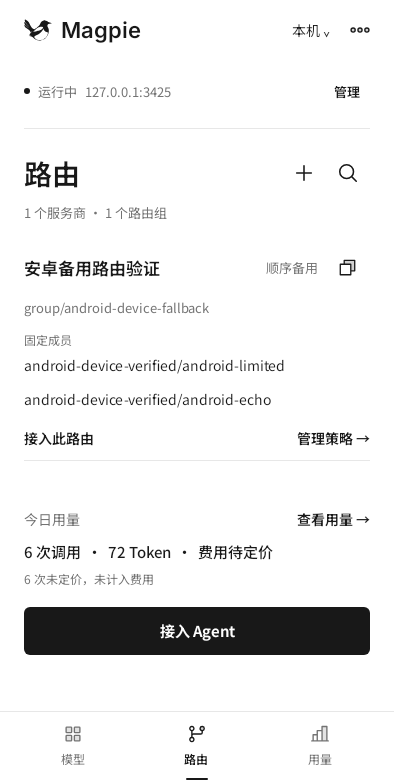 Magpie
本机
运行中 127.0.0.1:3425
管理
路由
1 个服务商 · 1 个路由组
安卓备用路由验证
顺序备用
group/android-device-fallback
固定成员
android-device-verified/android-limited
android-device-verified/android-echo
接入此路由
管理策略 →
今日用量
查看用量 →
6 次调用 · 72 Token · 费用待定价
6 次未定价，未计入费用
接入 Agent
模型
路由
用量